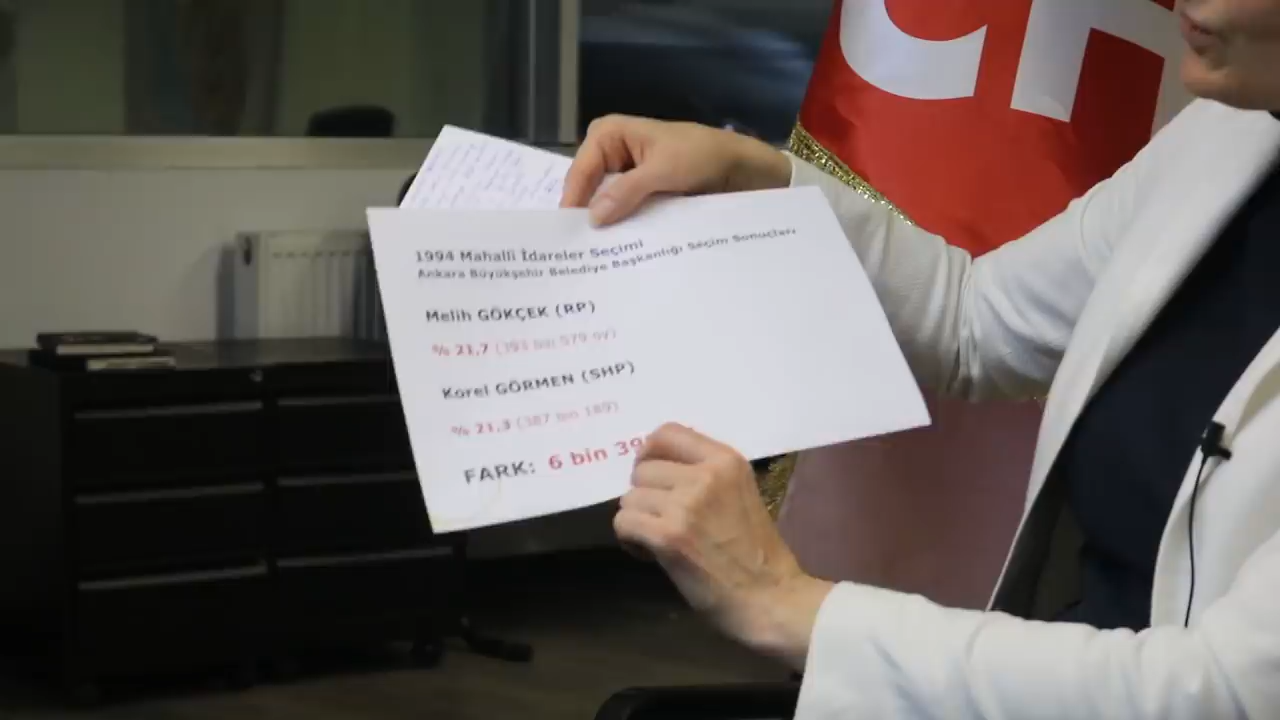 1994 Mahalli İdareler Seçimi
Ankara Büyükşehir Belediye Başkanlığı Seçim Sonuçları
Melih GÖKÇEK (RP)
% 21,7 (393 bin 579 oy)
Korel GÖRMEN (SHP)
% 21,3 (387 bin 189)
FARK: 6 bin 39